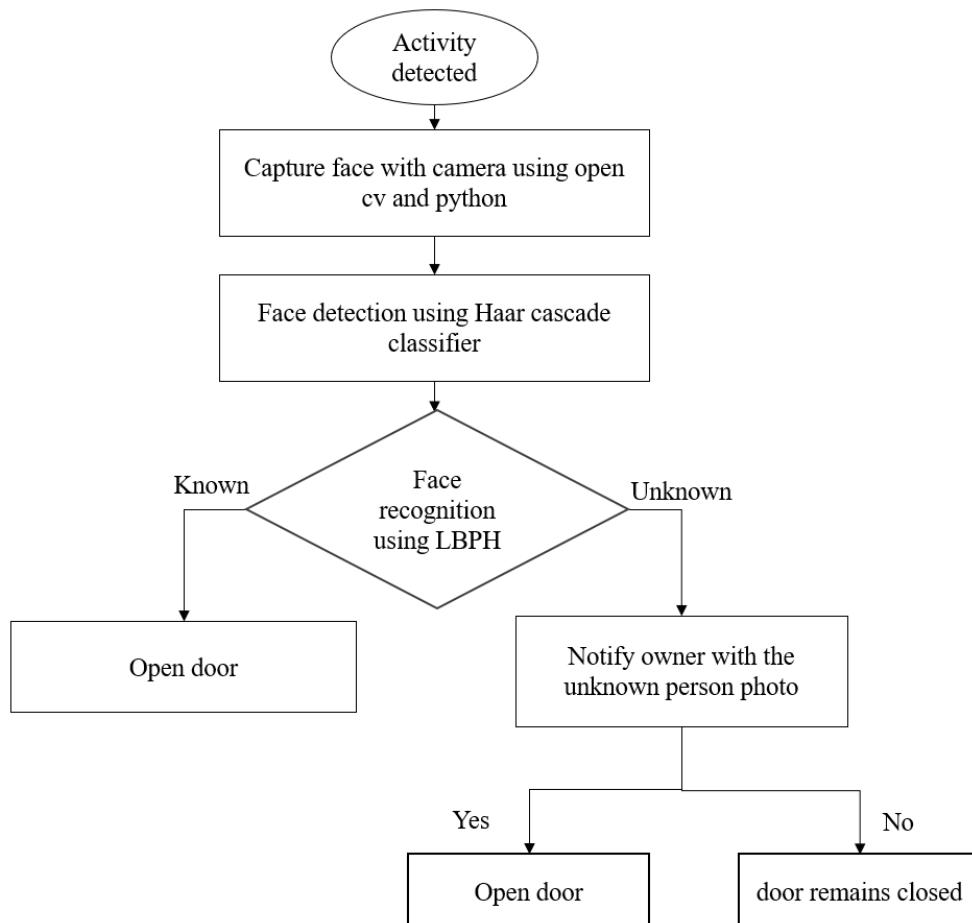 Activity
detected
Capture face with camera using open
cv and python
Face detection using Haar cascade
classifier
Known
Face
recognition
using LBPH
Unknown
Open door
Notify owner with the
unknown person photo
Yes
No
Open door
door remains closed